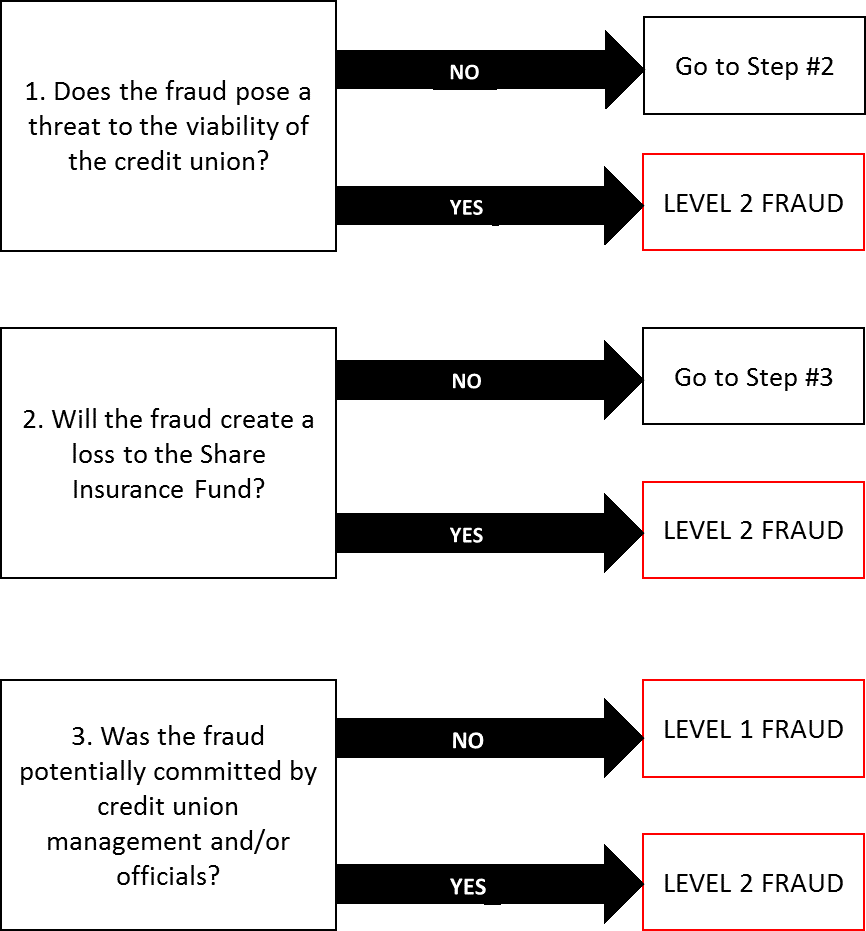 1. Does the fraud pose a
threat to the viability of
the credit union?
NO
Go to Step #2
YES
LEVEL 2 FRAUD
2. Will the fraud create a
loss to the Share
Insurance Fund?
NO
Go to Step #3
YES
LEVEL 2 FRAUD
3. Was the fraud
potentially committed by
credit union
management and/or
officials?
NO
LEVEL 1 FRAUD
YES
LEVEL 2 FRAUD